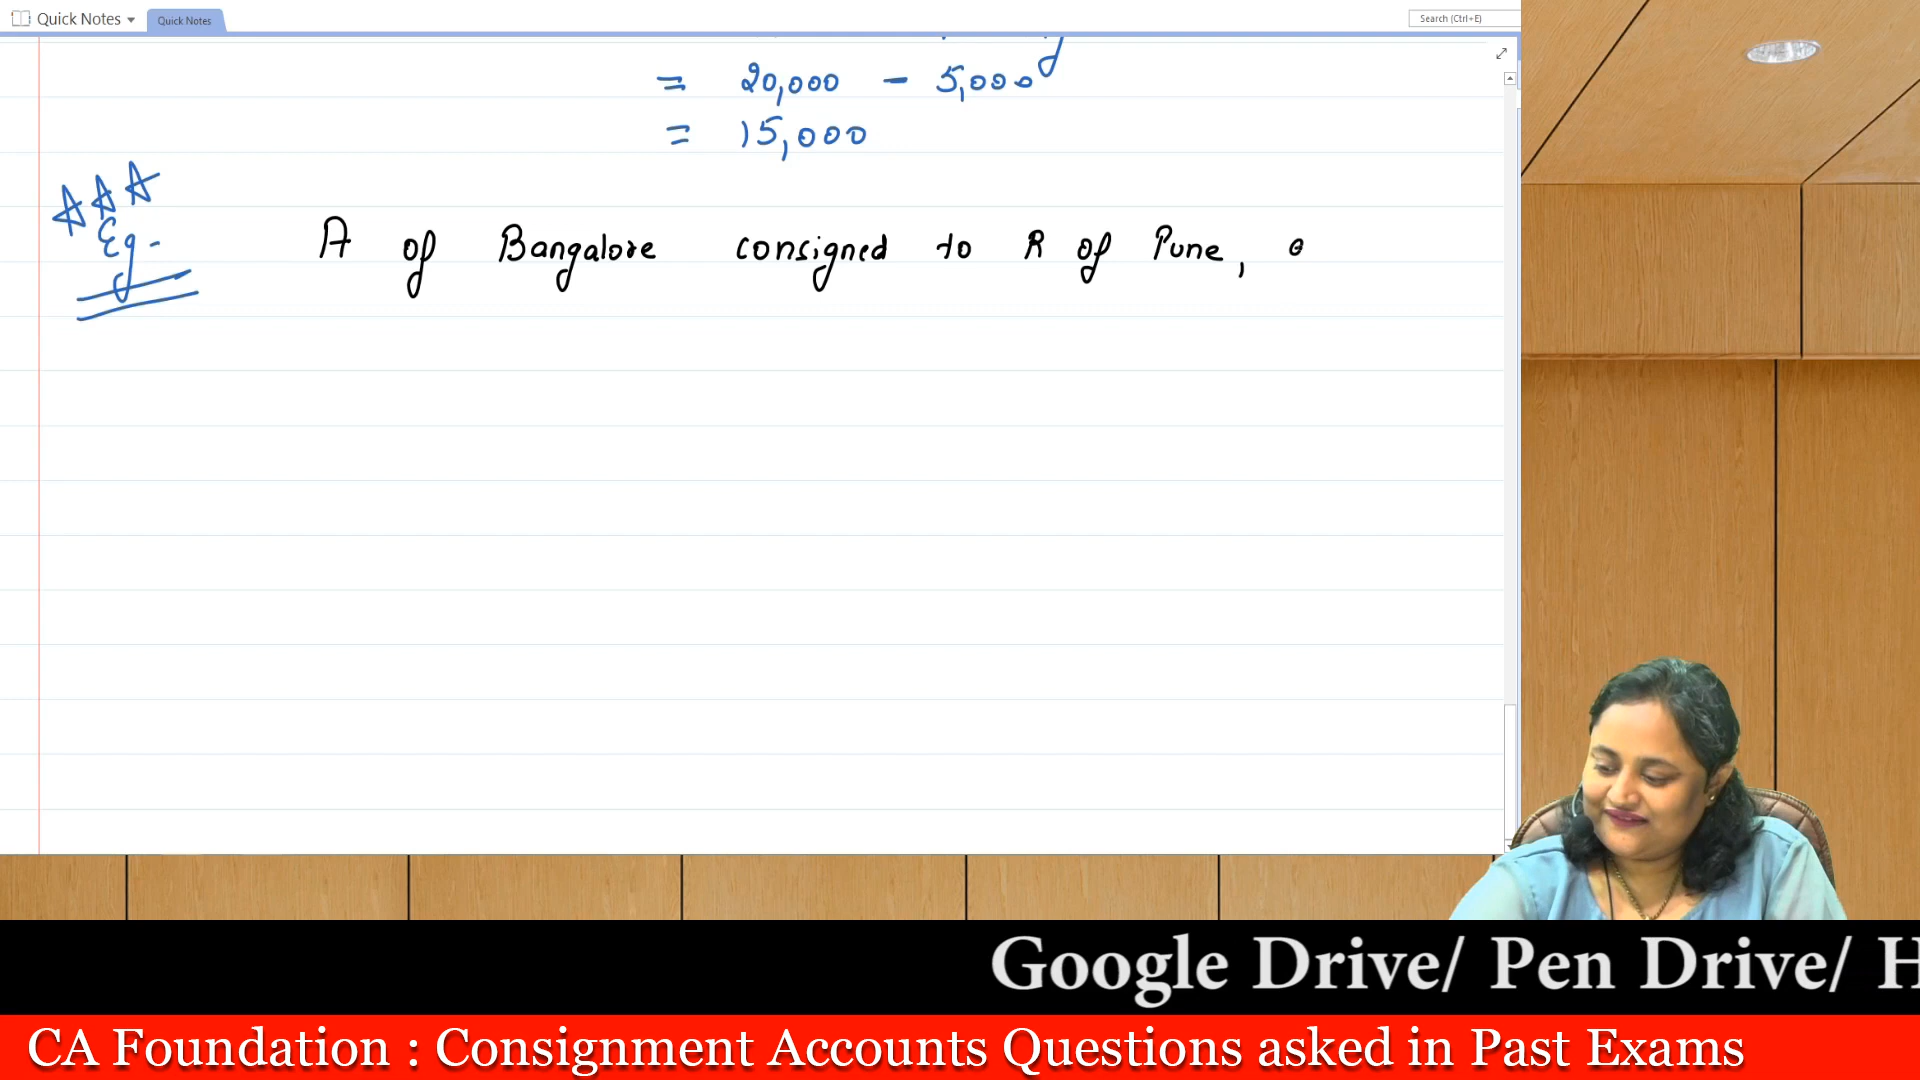 Quick Notes
Quick Notes
Search (Ctrl+E)
= 20,000 - 5,000
= 15,000
Eg -
A of Bangalore consigned to R of Pune,
Google Drive/ Pen Drive/ H
CA Foundation : Consignment Accounts Questions asked in Past Exams